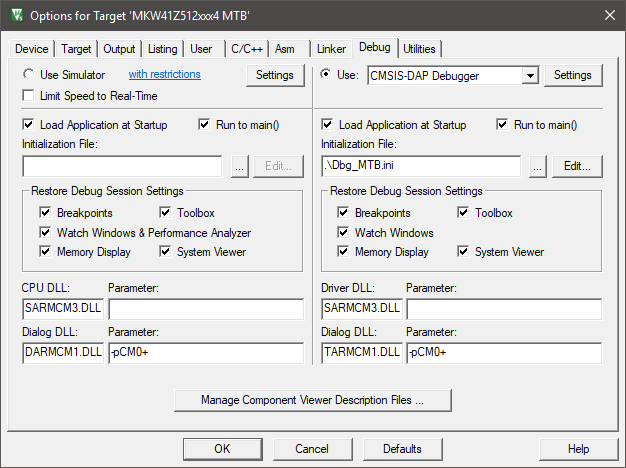 Options for Target 'MKW41Z512xxx4 MTB'
Device Target Output Listing User C/C++ Asm Linker Debug Utilities
Use Simulator with restrictions Settings
Limit Speed to Real-Time
Use: CMSIS-DAP Debugger Settings
Load Application at Startup Run to main()
Initialization File:
... Edit...
Load Application at Startup Run to main()
Initialization File:
.\Dbg_MTB.ini ... Edit...
Restore Debug Session Settings
Breakpoints Toolbox
Watch Windows & Performance Analyzer
Memory Display System Viewer
Restore Debug Session Settings
Breakpoints Toolbox
Watch Windows
Memory Display System Viewer
CPU DLL: Parameter:
SARMCM3.DLL
Dialog DLL: Parameter:
DARMCM1.DLL -pCM0+
Driver DLL: Parameter:
SARMCM3.DLL
Dialog DLL: Parameter:
TARMCM1.DLL -pCM0+
Manage Component Viewer Description Files ...
OK Cancel Defaults Help